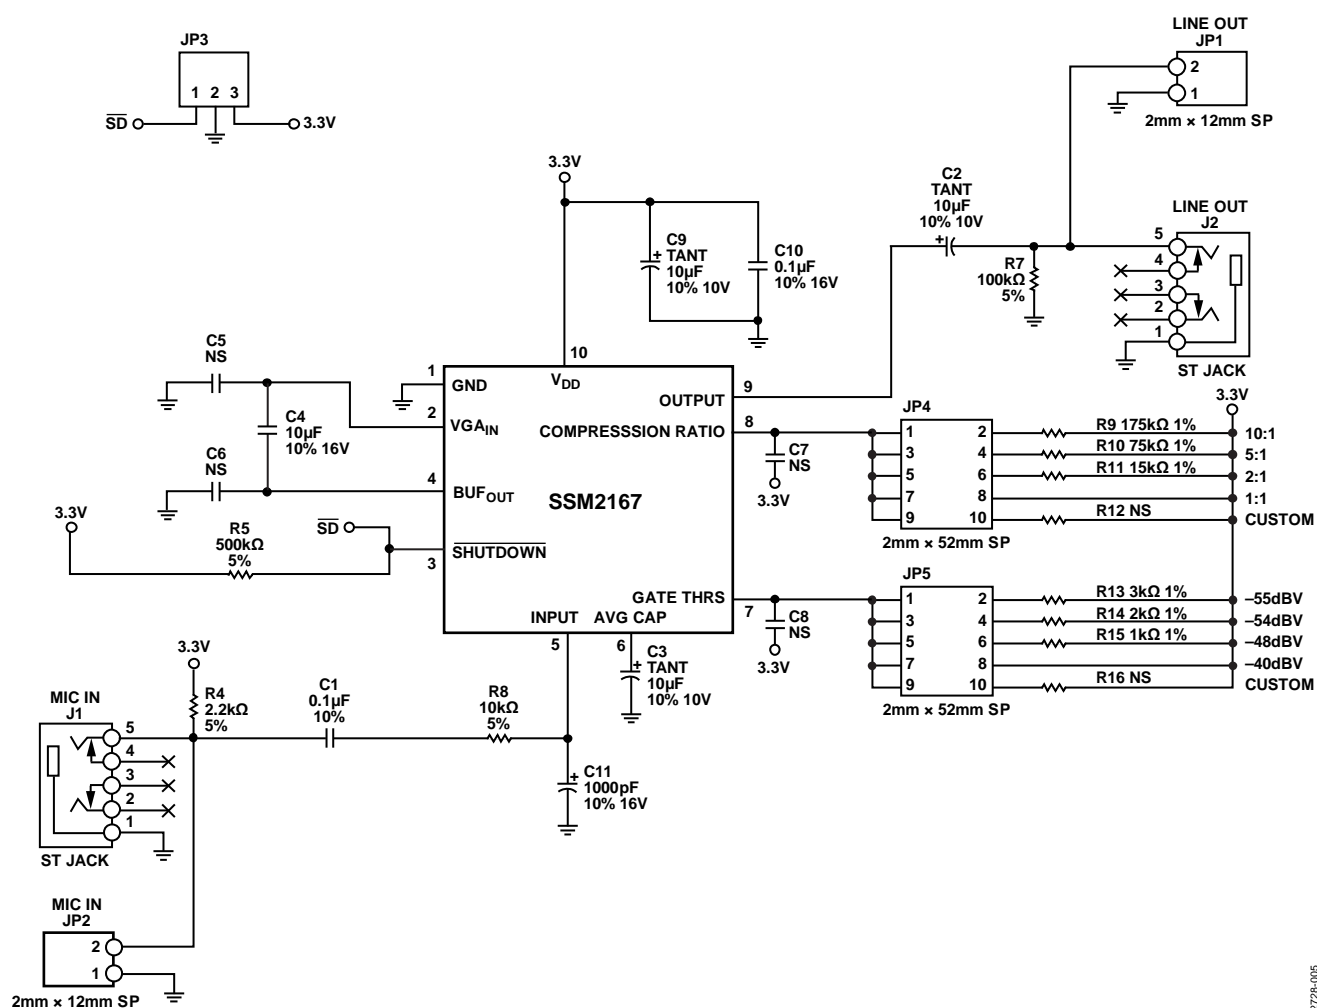 JP3
1 2 3
SD
3.3V
LINE OUT
JP1
2
1
2mm × 12mm SP
3.3V
C9
TANT
10µF
10% 10V
C10
0.1µF
10% 16V
C2
TANT
10µF
10% 10V
R7
100kΩ
5%
LINE OUT
J2
5
4
3
2
1
ST JACK
C5
NS
C4
10µF
10% 16V
C6
NS
3.3V
R5
500kΩ
5%
SD
1
2
4
3
10
VDD
GND
VGAIN
BUFOUT
SHUTDOWN
SSM2167
OUTPUT
COMPRESSSION RATIO
GATE THRS
INPUT
AVG CAP
9
8
7
5
6
C7
NS
3.3V
JP4
1 2
3 4
5 6
7 8
9 10
2mm × 52mm SP
3.3V
R9 175kΩ 1%
10:1
R10 75kΩ 1%
5:1
R11 15kΩ 1%
2:1
1:1
R12 NS
CUSTOM
C8
NS
3.3V
JP5
1 2
3 4
5 6
7 8
9 10
2mm × 52mm SP
R13 3kΩ 1%
–55dBV
R14 2kΩ 1%
–54dBV
R15 1kΩ 1%
–48dBV
–40dBV
R16 NS
CUSTOM
C3
TANT
10µF
10% 10V
3.3V
R4
2.2kΩ
5%
C1
0.1µF
10%
R8
10kΩ
5%
C11
1000pF
10% 16V
MIC IN
J1
5
4
3
2
1
ST JACK
MIC IN
JP2
2
1
2mm × 12mm SP